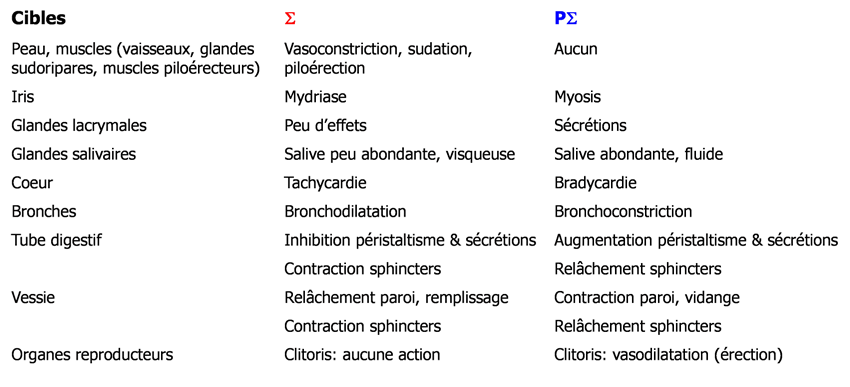 Cibles Σ PΣ
Peau, muscles (vaisseaux, glandes Vasoconstriction, sudation, Aucun
sudoripares, muscles piloérecteurs) piloérection
Iris Mydriase Myosis
Glandes lacrymales Peu d'effets Sécrétions
Glandes salivaires Salive peu abondante, visqueuse Salive abondante, fluide
Coeur Tachycardie Bradycardie
Bronches Bronchodilatation Bronchoconstriction
Tube digestif Inhibition péristaltisme & sécrétions Augmentation péristaltisme & sécrétions
Contraction sphincters Relâchement sphincters
Vessie Relâchement paroi, remplissage Contraction paroi, vidange
Contraction sphincters Relâchement sphincters
Organes reproducteurs Clitoris: aucune action Clitoris: vasodilatation (érection)